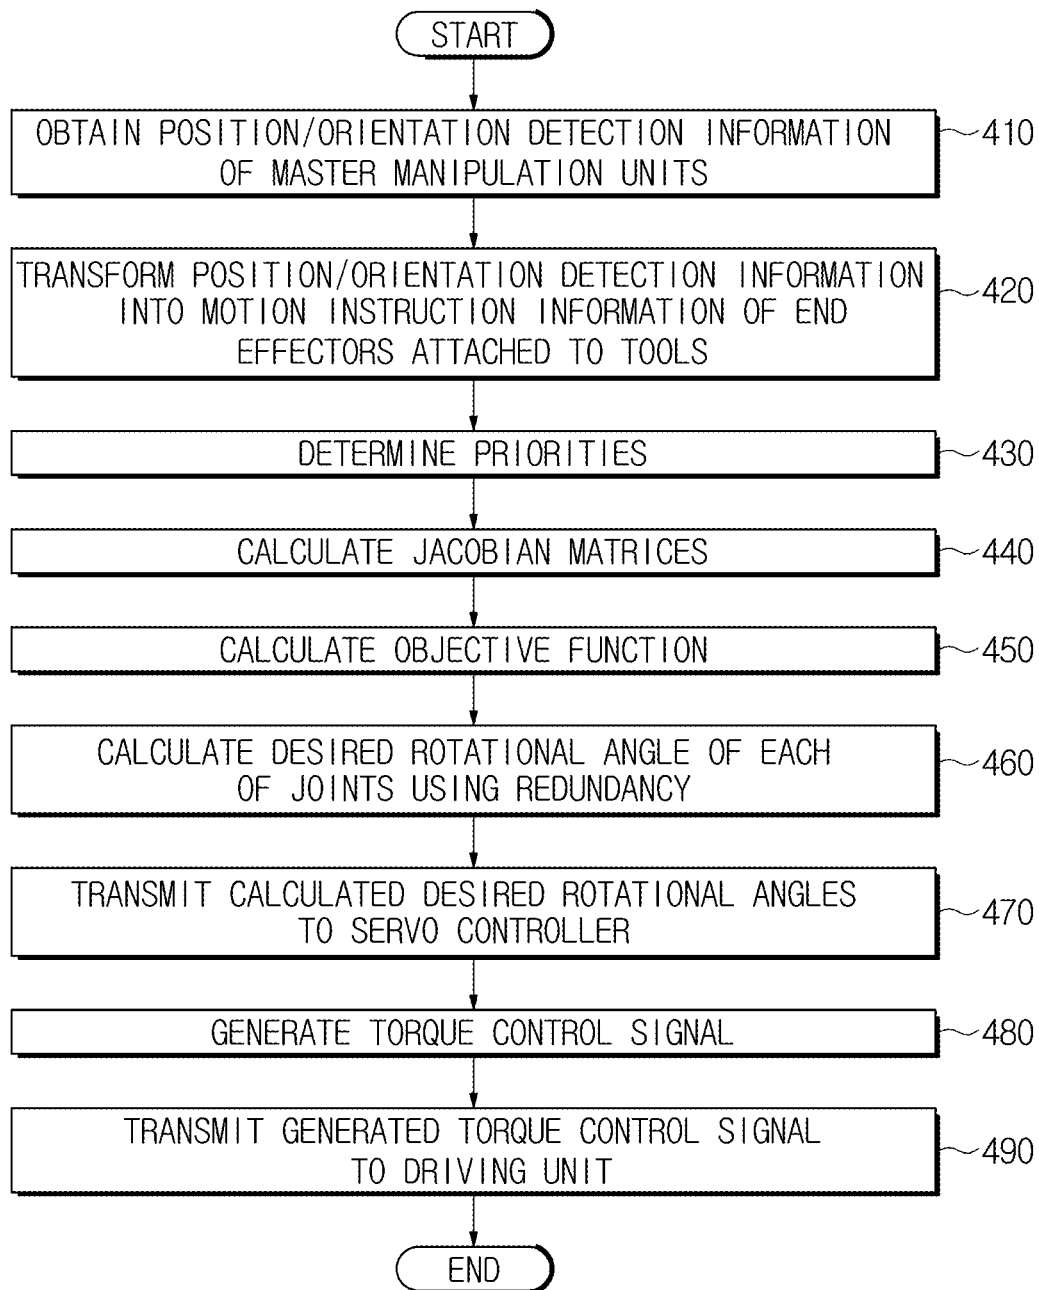 START
OBTAIN POSITION/ORIENTATION DETECTION INFORMATION
OF MASTER MANIPULATION UNITS
410
TRANSFORM POSITION/ORIENTATION DETECTION INFORMATION
INTO MOTION INSTRUCTION INFORMATION OF END
EFFECTORS ATTACHED TO TOOLS
420
DETERMINE PRIORITIES
430
CALCULATE JACOBIAN MATRICES
440
CALCULATE OBJECTIVE FUNCTION
450
CALCULATE DESIRED ROTATIONAL ANGLE OF EACH
OF JOINTS USING REDUNDANCY
460
TRANSMIT CALCULATED DESIRED ROTATIONAL ANGLES
TO SERVO CONTROLLER
470
GENERATE TORQUE CONTROL SIGNAL
480
TRANSMIT GENERATED TORQUE CONTROL SIGNAL
TO DRIVING UNIT
490
END